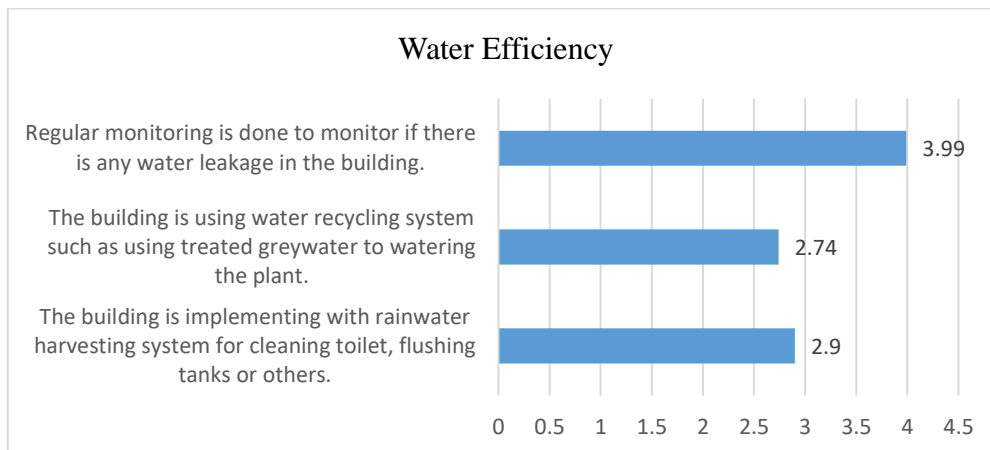 Water Efficiency
Regular monitoring is done to monitor if there
is any water leakage in the building.
3.99
The building is using water recycling system
such as using treated greywater to watering
the plant.
2.74
The building is implementing with rainwater
harvesting system for cleaning toilet, flushing
tanks or others.
2.9
0 0.5 1 1.5 2 2.5 3 3.5 4 4.5